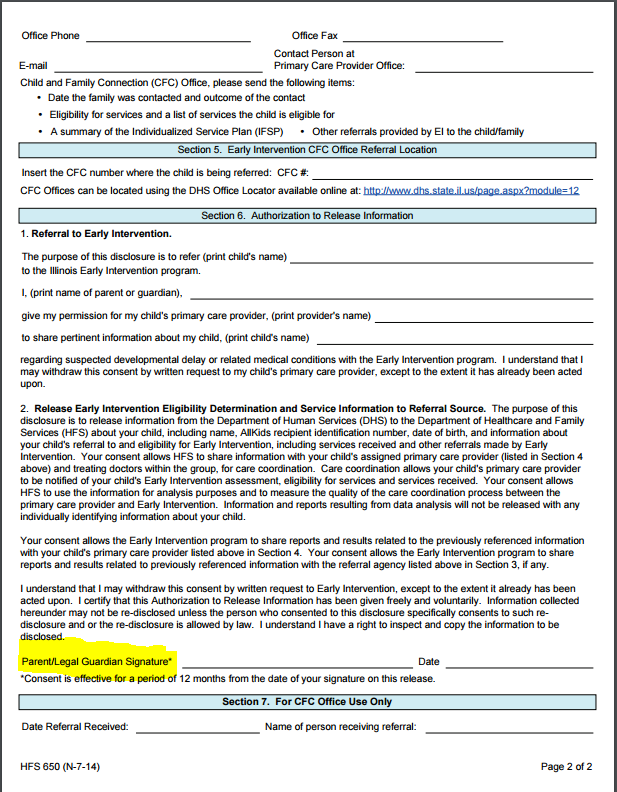 Office Phone Office Fax
Contact Person at
E-mail Primary Care Provider Office:
Child and Family Connection (CFC) Office, please send the following items:
• Date the family was contacted and outcome of the contact
• Eligibility for services and a list of services the child is eligible for
• A summary of the Individualized Service Plan (IFSP) • Other referrals provided by EI to the child/family
Section 5. Early Intervention CFC Office Referral Location
Insert the CFC number where the child is being referred: CFC #:
CFC Offices can be located using the DHS Office Locator available online at: http://www.dhs.state.il.us/page.aspx?module=12
Section 6. Authorization to Release Information
1. Referral to Early Intervention.
The purpose of this disclosure is to refer (print child's name)
to the Illinois Early Intervention program.
I, (print name of parent or guardian),
give my permission for my child's primary care provider, (print provider's name)
to share pertinent information about my child, (print child's name)
regarding suspected developmental delay or related medical conditions with the Early Intervention program. I understand that I
may withdraw this consent by written request to my child's primary care provider, except to the extent it has already been acted
upon.
2. Release Early Intervention Eligibility Determination and Service Information to Referral Source. The purpose of this
disclosure is to release information from the Department of Human Services (DHS) to the Department of Healthcare and Family
Services (HFS) about your child, including name, AllKids recipient identification number, date of birth, and information about
your child's referral to and eligibility for Early Intervention, including services received and other referrals made by Early
Intervention. Your consent allows HFS to share information with your child's assigned primary care provider (listed in Section 4
above) and treating doctors within the group, for care coordination. Care coordination allows your child's primary care provider
to be notified of your child's Early Intervention assessment, eligibility for services and services received. Your consent allows
HFS to use the information for analysis purposes and to measure the quality of the care coordination process between the
primary care provider and Early Intervention. Information and reports resulting from data analysis will not be released with any
individually identifying information about your child.
Your consent allows the Early Intervention program to share reports and results related to the previously referenced information
with your child's primary care provider listed above in Section 4. Your consent allows the Early Intervention program to share
reports and results related to previously referenced information with the referral agency listed above in Section 3, if any.
I understand that I may withdraw this consent by written request to Early Intervention, except to the extent it has already been
acted upon. I certify that this Authorization to Release Information has been given freely and voluntarily. Information collected
hereunder may not be re-disclosed unless the person who consented to this disclosure specifically consents to such re-
disclosure and or the re-disclosure is allowed by law. I understand I have a right to inspect and copy the information to be
disclosed.
Parent/Legal Guardian Signature* Date
*Consent is effective for a period of 12 months from the date of your signature on this release.
Section 7. For CFC Office Use Only
Date Referral Received: Name of person receiving referral:
HFS 650 (N-7-14) Page 2 of 2